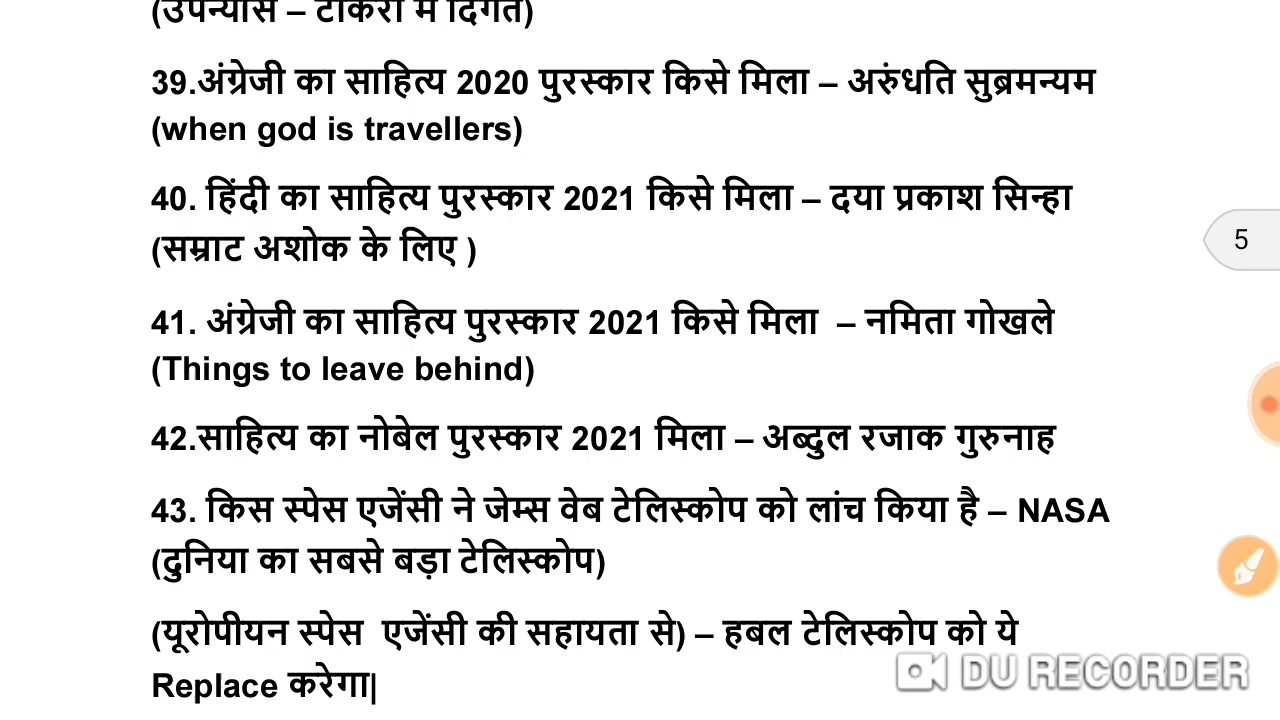 (उपन्यास – टोकरी में दिगंत)
39.अंग्रेजी का साहित्य 2020 पुरस्कार किसे मिला – अरुंधति सुब्रमन्यम
(when god is travellers)
40. हिंदी का साहित्य पुरस्कार 2021 किसे मिला – दया प्रकाश सिन्हा
(सम्राट अशोक के लिए )
41. अंग्रेजी का साहित्य पुरस्कार 2021 किसे मिला – नमिता गोखले
(Things to leave behind)
42.साहित्य का नोबेल पुरस्कार 2021 मिला – अब्दुल रजाक गुरुनाह
43. किस स्पेस एजेंसी ने जेम्स वेब टेलिस्कोप को लांच किया है – NASA
(दुनिया का सबसे बड़ा टेलिस्कोप)
(यूरोपीयन स्पेस एजेंसी की सहायता से) – हबल टेलिस्कोप को ये
Replace करेगा|
5
DU RECORDER